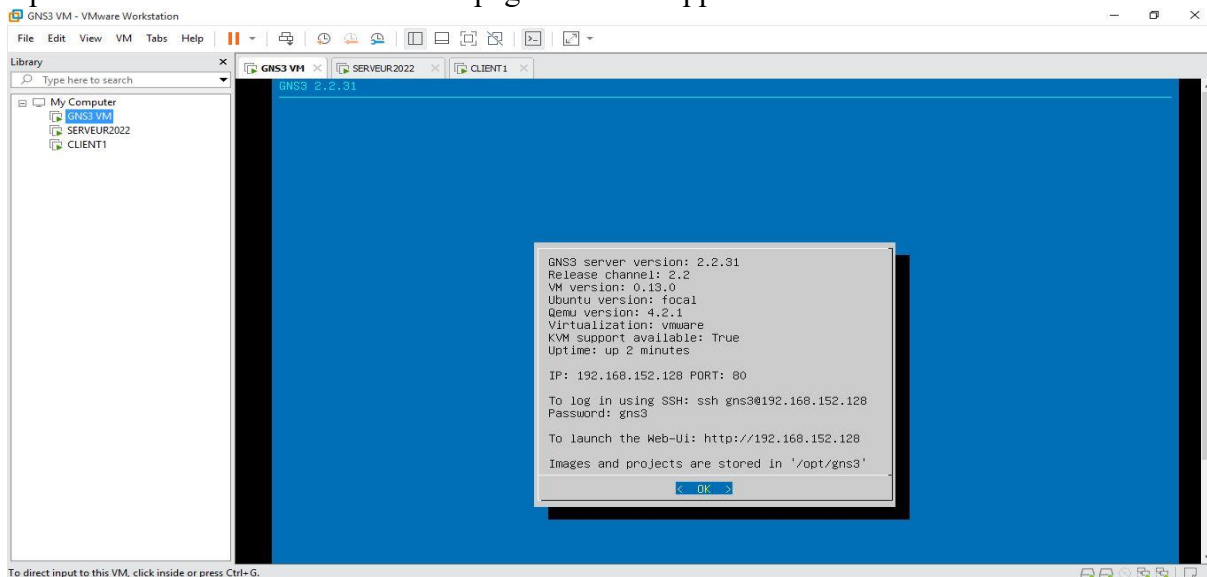 GNS3 VM - VMware Workstation
File Edit View VM Tabs Help
Library
Type here to search
My Computer
GNS3 VM
SERVEUR2022
CLIENT1
GNS3 VM SERVEUR2022 CLIENT1
GNS3 2.2.31
GNS3 server version: 2.2.31
Release channel: 2.2
VM version: 0.13.0
Ubuntu version: focal
Qemu version: 4.2.1
Virtualization: vmware
KVM support available: True
Uptime: up 2 minutes
IP: 192.168.152.128 PORT: 80
To log in using SSH: ssh gns3@192.168.152.128
Password: gns3
To launch the Web-Ui: http://192.168.152.128
Images and projects are stored in '/opt/gns3'
< OK >
To direct input to this VM, click inside or press Ctrl+G.